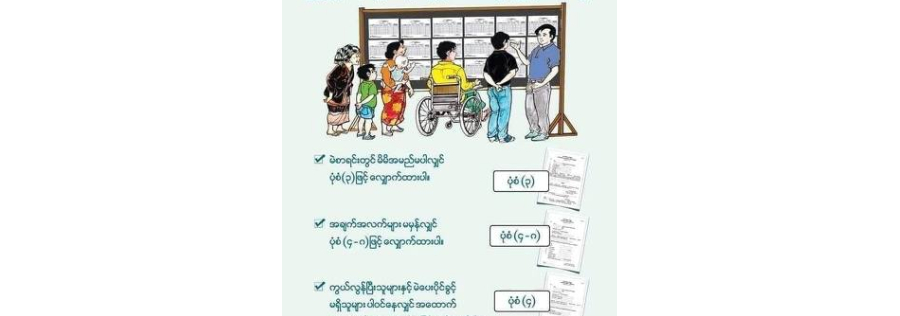 မဲစာရင်းတွင် မိမိအမည်မပါလျှင်
ပုံစံ(၃)ဖြင့် လျှောက်ထားပါ။
ပုံစံ (၃)
အချက်အလက်များ မမှန်လျှင်
ပုံစံ(၄-ဂ)ဖြင့် လျှောက်ထားပါ။
ပုံစံ (၄-ဂ)
ကွယ်လွန်ပြီးသူများနှင့် မဲပေးပိုင်ခွင့်
မရှိသူများ ပါဝင်နေလျှင် အထောက်
ပုံစံ (၄)